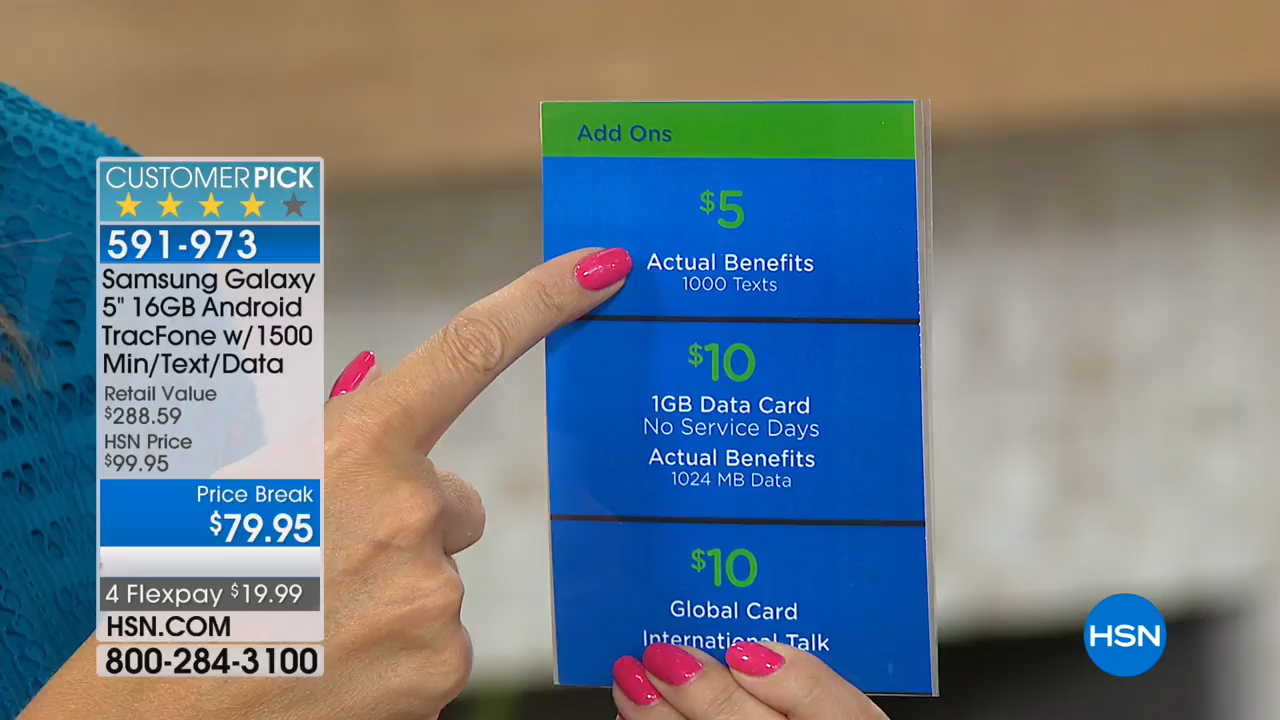 CUSTOMER PICK
591-973
Samsung Galaxy
5" 16GB Android
TracFone w/1500
Min/Text/Data
Retail Value
$288.59
HSN Price
$99.95
Price Break
$79.95
4 Flexpay $19.99
HSN.COM
800-284-3100
Add Ons
$5
Actual Benefits
1000 Texts
$10
1GB Data Card
No Service Days
Actual Benefits
1024 MB Data
$10
Global Card
International Talk
HSN